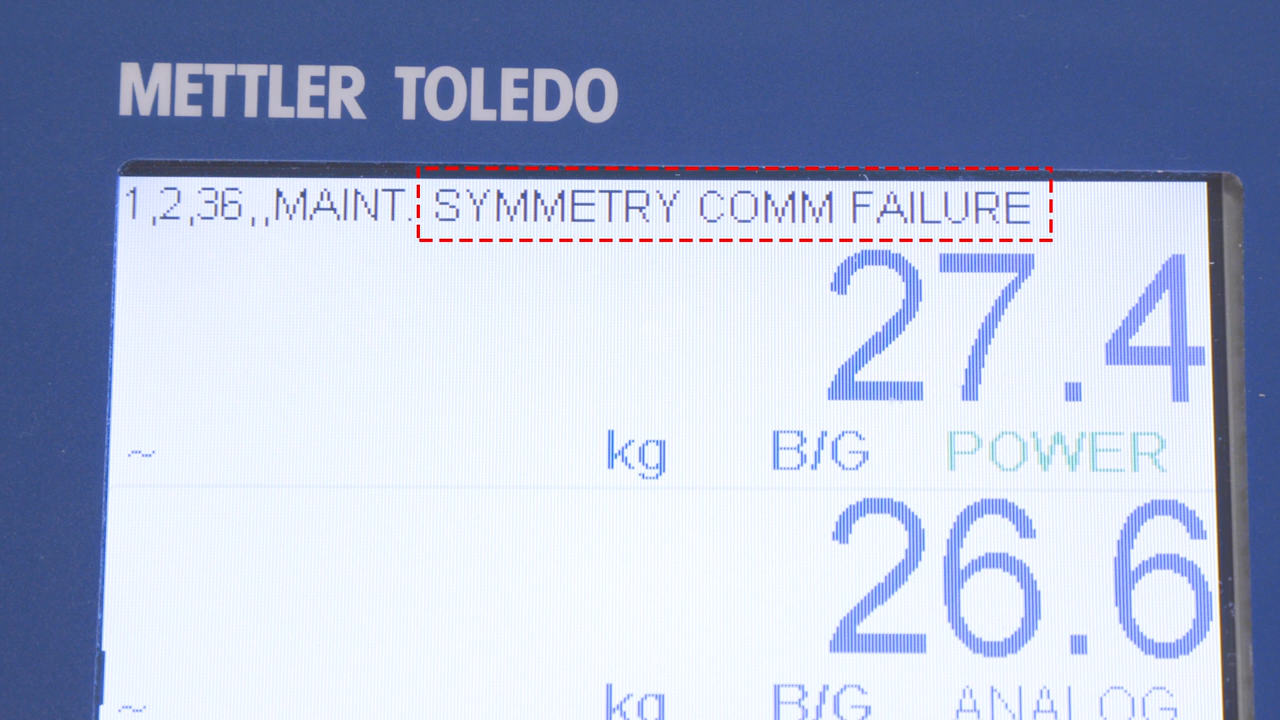 METTLER TOLEDO
1,2,36,,MAINT. SYMMETRY COMM FAILURE
27.4
~ kg B/G POWER
26.6
~ kg B/G ANALOG